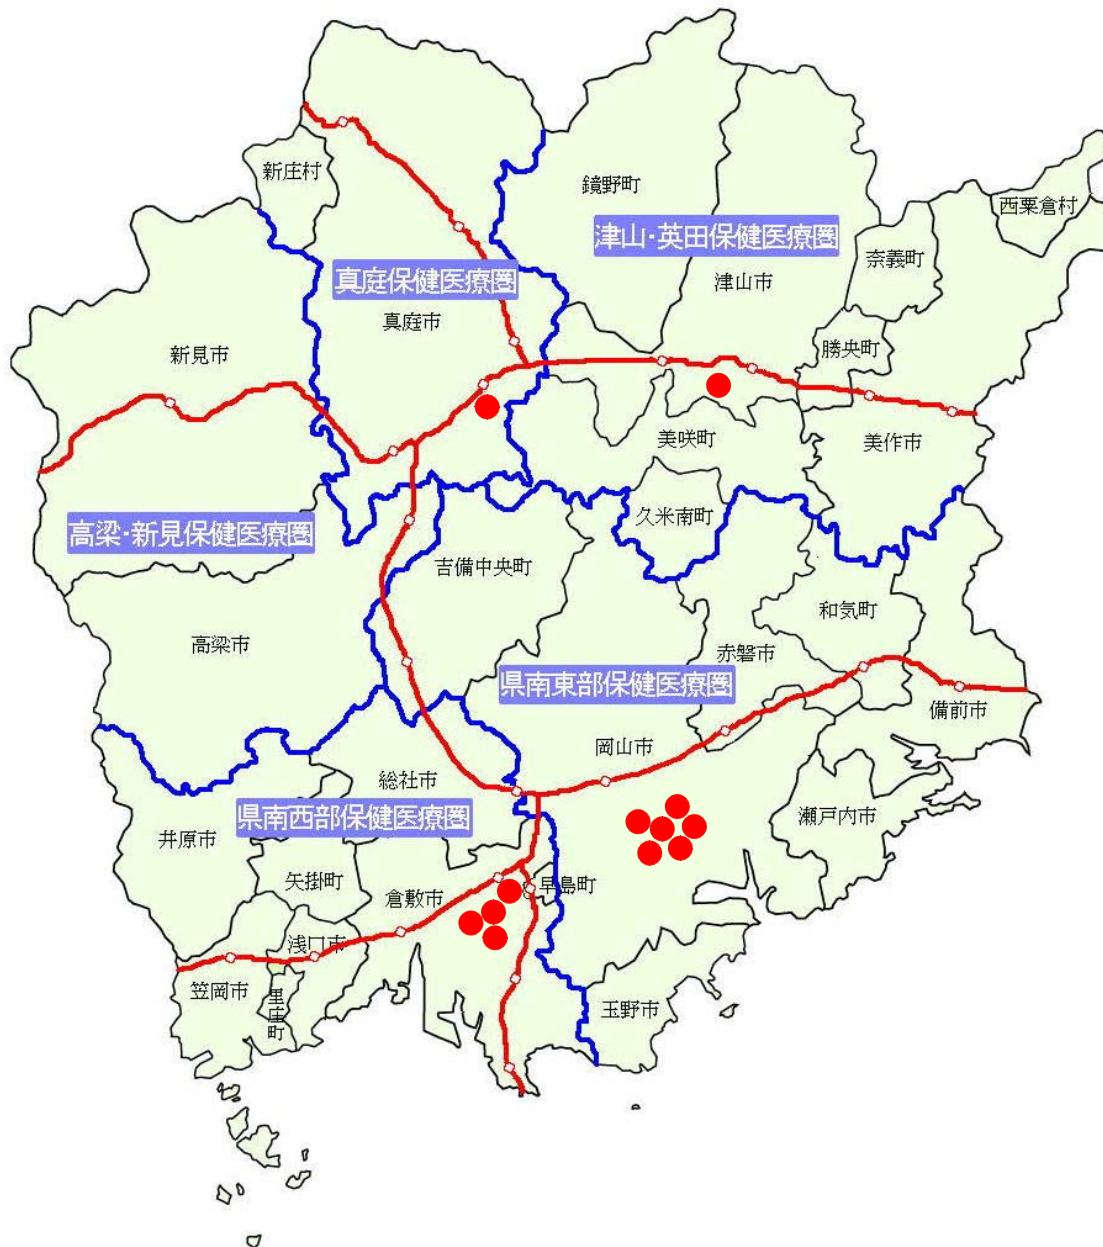 新庄村
鏡野町
西粟倉村
津山・英田保健医療圏
奈義町
真庭保健医療圏
津山市
真庭市
新見市
勝央町
美咲町
美作市
久米南町
高梁・新見保健医療圏
吉備中央町
和気町
高梁市
赤磐市
県南東部保健医療圏
備前市
岡山市
総社市
県南西部保健医療圏
瀬戸内市
井原市
矢掛町
早島町
倉敷市
浅口市
笠岡市
里庄町
玉野市